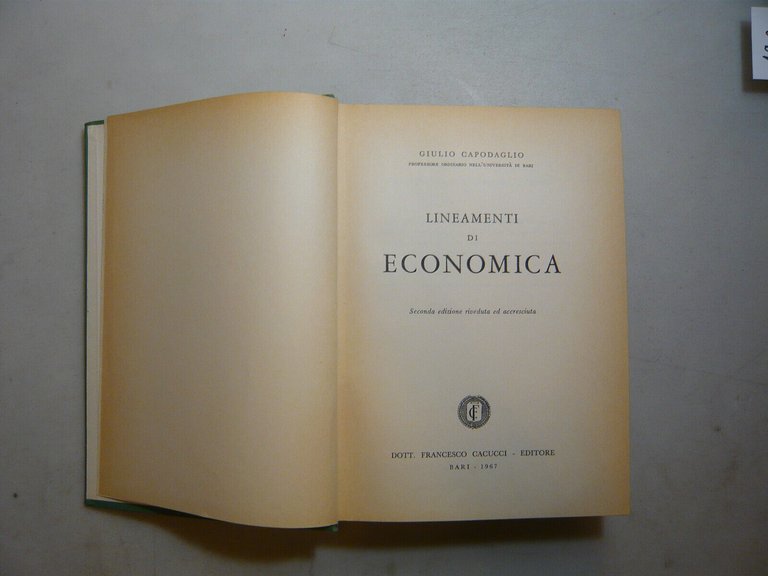 GIULIO CAPODAGLIO
PROFESSORE ORDINARIO NELL'UNIVERSITÀ DI BARI
LINEAMENTI
DI
ECONOMICA
Seconda edizione riveduta ed accresciuta
DOTT. FRANCESCO CACUCCI - EDITORE
BARI - 1967